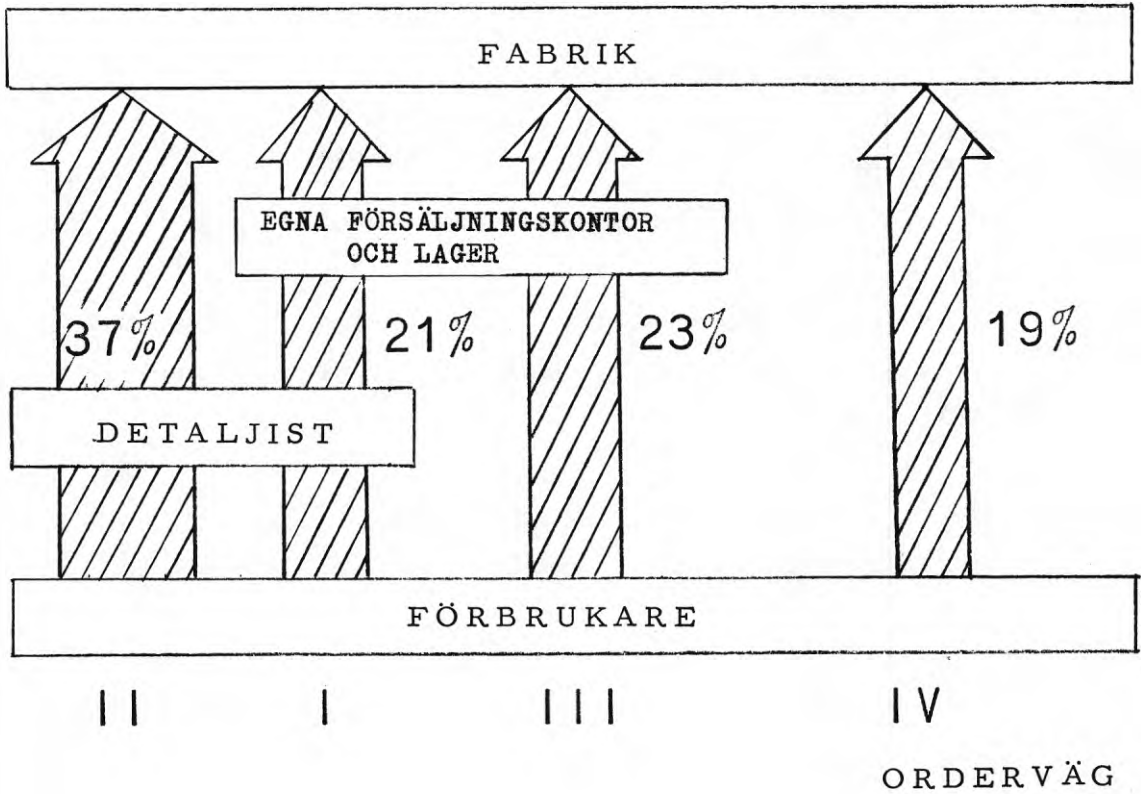 FABRIK
EGNA FÖRSÄLJNINGSKONTOR
OCH LAGER
37% 21% 23% 19%
DETALJIST
FÖRBRUKARE
II I III IV
ORDERVÄG